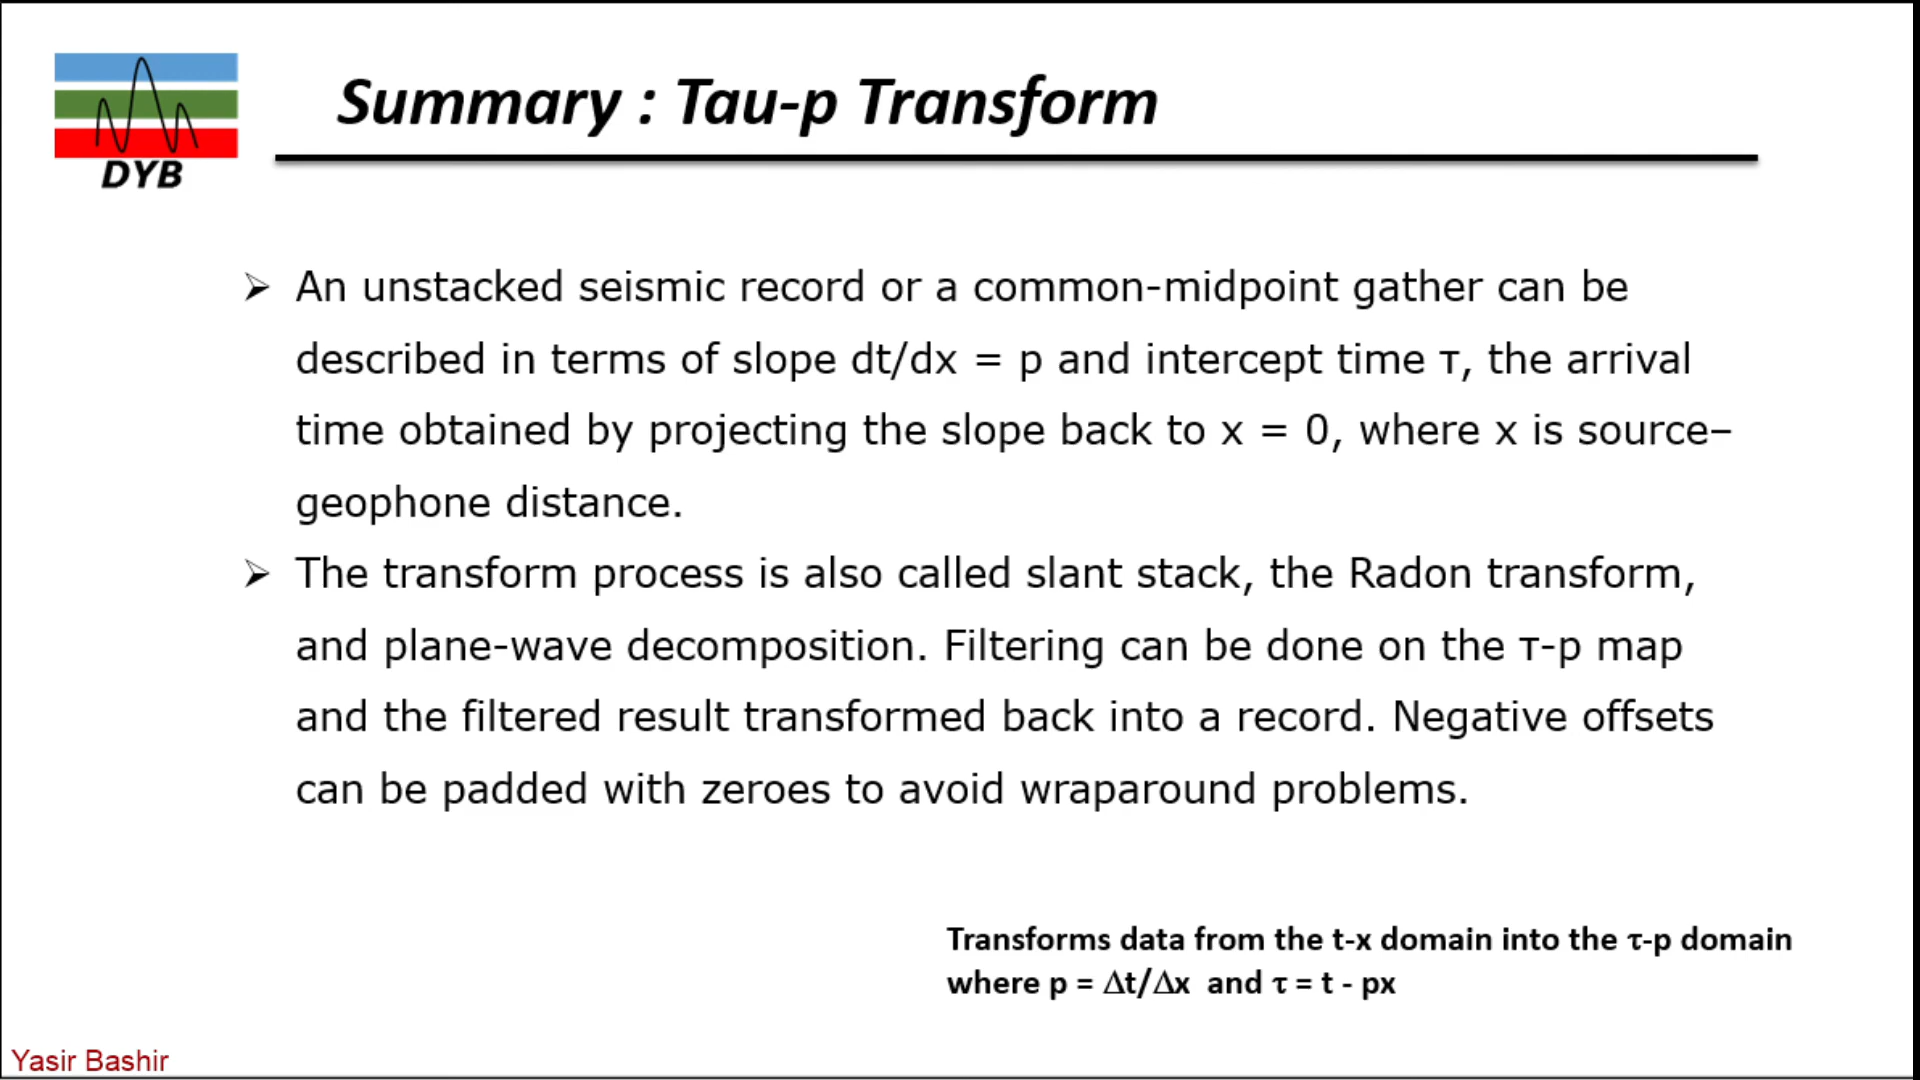 DYB
Summary : Tau-p Transform
➢ An unstacked seismic record or a common-midpoint gather can be
described in terms of slope dt/dx = p and intercept time τ, the arrival
time obtained by projecting the slope back to x = 0, where x is source–
geophone distance.
➢ The transform process is also called slant stack, the Radon transform,
and plane-wave decomposition. Filtering can be done on the τ-p map
and the filtered result transformed back into a record. Negative offsets
can be padded with zeroes to avoid wraparound problems.
Transforms data from the t-x domain into the τ-p domain
where p = Δt/Δx and τ = t - px
Yasir Bashir